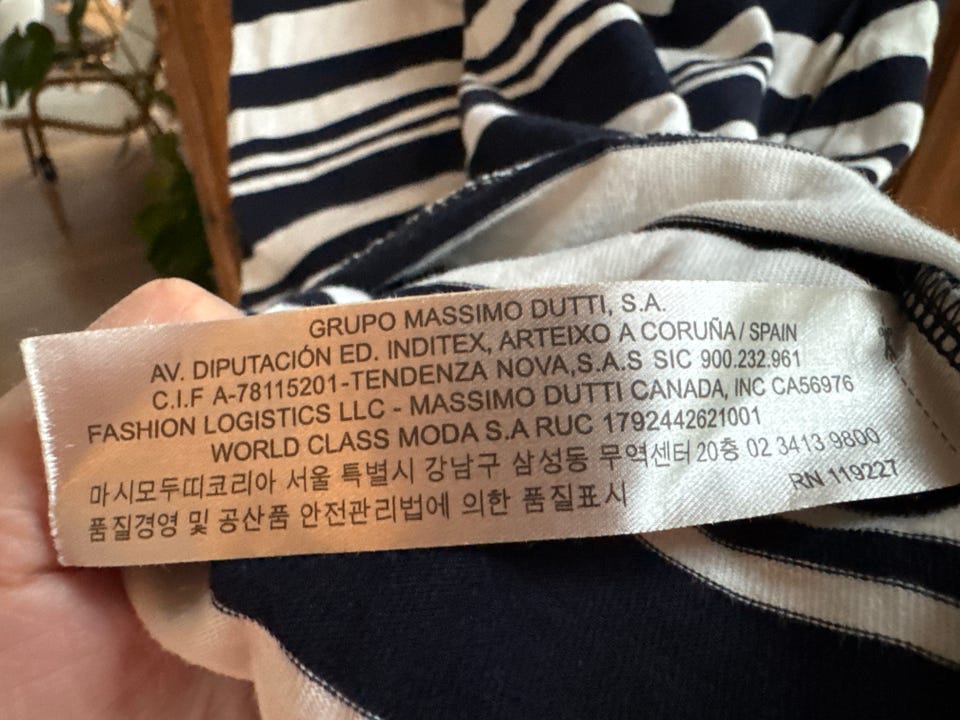 GRUPO MASSIMO DUTTI, S.A.
AV. DIPUTACIÓN ED. INDITEX, ARTEIXO A CORUÑA / SPAIN
C.I.F A-78115201-TENDENZA NOVA,S.A.S SIC 900.232.961
FASHION LOGISTICS LLC - MASSIMO DUTTI CANADA, INC CA56976
WORLD CLASS MODA S.A RUC 1792442621001
마시모두띠코리아 서울 특별시 강남구 삼성동 무역센터 20층 02 3413 9800
품질경영 및 공산품 안전관리법에 의한 품질표시
RN 119227